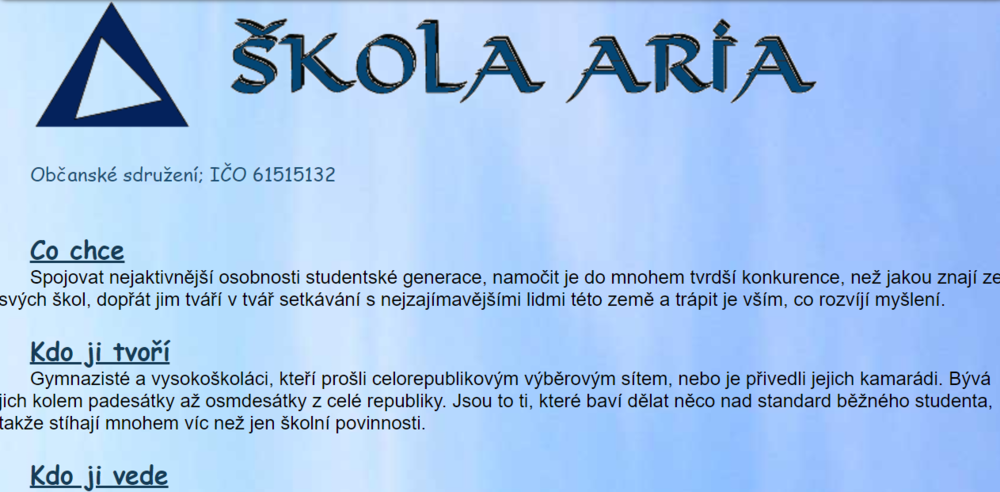 ŠKOLA ARIA
Občanské sdružení; IČO 61515132
Co chce
Spojovat nejaktivnější osobnosti studentské generace, namočit je do mnohem tvrdší konkurence, než jakou znají ze
svých škol, dopřát jim tváří v tvář setkávání s nejzajímavějšími lidmi této země a trápit je vším, co rozvíjí myšlení.
Kdo ji tvoří
Gymnazisté a vysokoškoláci, kteří prošli celorepublikovým výběrovým sítem, nebo je přivedli jejich kamarádi. Bývá
jich kolem padesátky až osmdesátky z celé republiky. Jsou to ti, které baví dělat něco nad standard běžného studenta,
takže stíhají mnohem víc než jen školní povinnosti.
Kdo ji vede